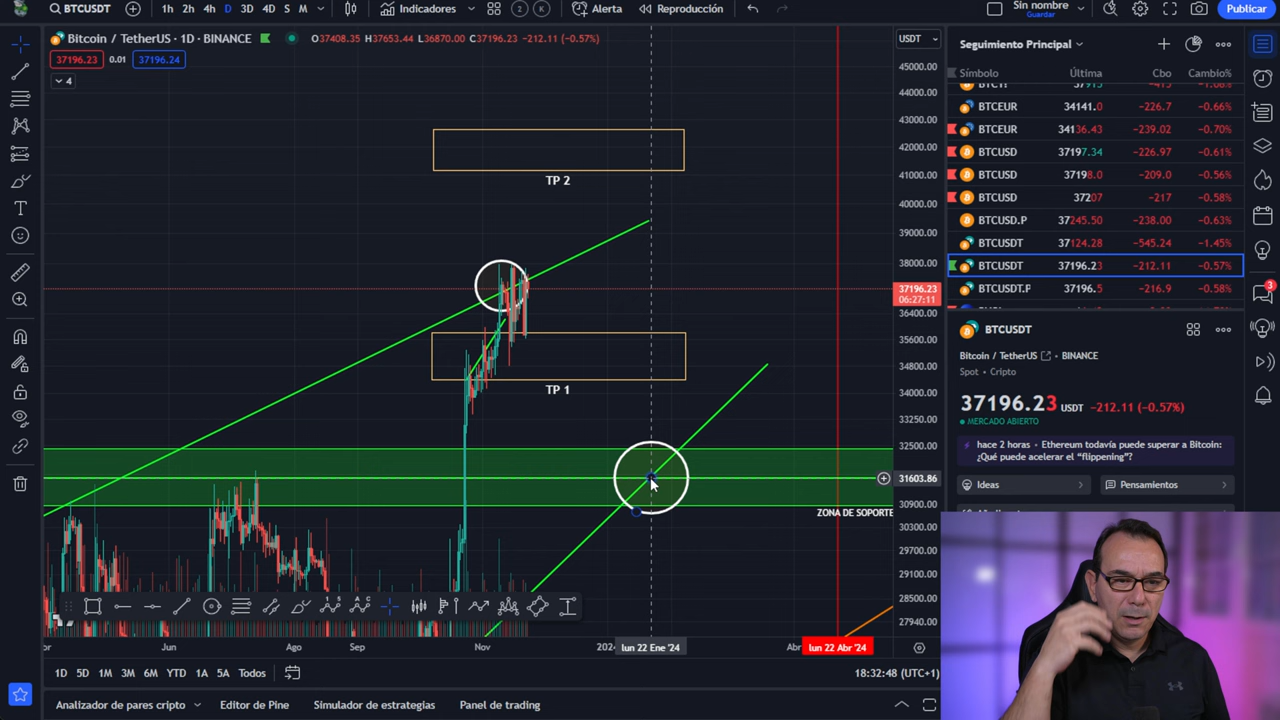 BTCUSDT 1h 2h 4h D 3D 4D S M Indicadores 2 K Alerta Reproducción Sin nombre Guardar Publicar
Bitcoin / TetherUS · 1D · BINANCE O37408.35 H37653.44 L36870.00 C37196.23 −212.11 (−0.57%) USDT
37196.23 0.01 37196.24
4
45000.00
44000.00
43000.00
42000.00
TP 2
41000.00
40000.00
39000.00
38000.00
37196.23
06:27:11
36400.00
35600.00
34800.00
TP 1
34000.00
33250.00
32500.00
31603.86
30900.00
ZONA DE SOPORTE
30300.00
29700.00
29100.00
28500.00
27940.00
Jun Ago Sep Nov 2024 lun 22 Ene '24 Abr lun 22 Abr '24
1D 5D 1M 3M 6M YTD 1A 5A Todos 18:32:48 (UTC+1)
Analizador de pares cripto Editor de Pine Simulador de estrategias Panel de trading
Seguimiento Principal
Símbolo Última Cbo Cambio%
BTCEUR 34141.0 −226.7 −0.66%
BTCEUR 34136.43 −239.02 −0.70%
BTCUSD 37197.34 −226.97 −0.61%
BTCUSD 37198.0 −209.0 −0.56%
BTCUSD 37207 −217 −0.58%
BTCUSD.P 37245.50 −238.00 −0.63%
BTCUSDT 37124.28 −545.24 −1.45%
BTCUSDT 37196.23 −212.11 −0.57%
BTCUSDT.P 37196.5 −216.9 −0.58%
3
BTCUSDT
Bitcoin / TetherUS BINANCE
Spot • Cripto
37196.23 USDT −212.11 (−0.57%)
MERCADO ABIERTO
hace 2 horas • Ethereum todavía puede superar a Bitcoin:
¿Qué puede acelerar el “flippening”?
Ideas Pensamientos